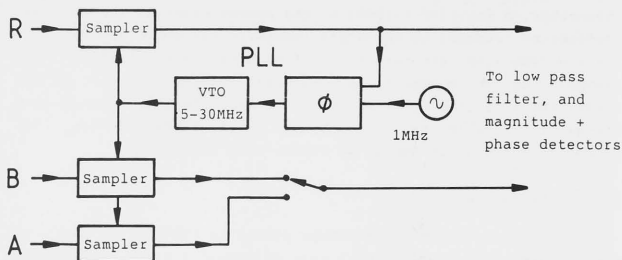 R
Sampler
PLL
VTO
5-30MHz
ϕ
1MHz
To low pass
filter, and
magnitude +
phase detectors
B
Sampler
A
Sampler